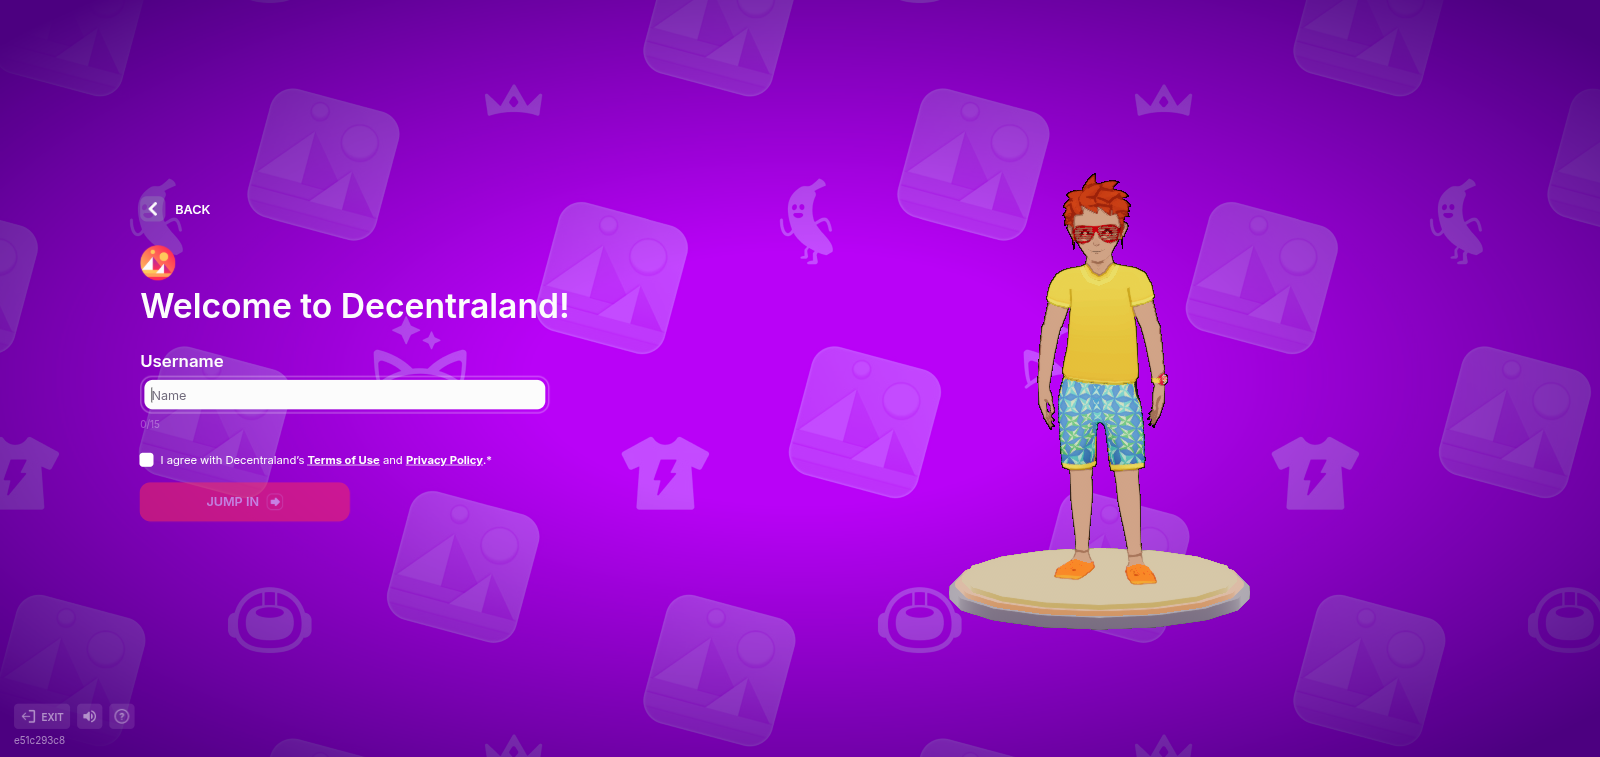 BACK
Welcome to Decentraland!
Username
Name
0/15
I agree with Decentraland's Terms of Use and Privacy Policy.*
JUMP IN
EXIT
e51c293c8